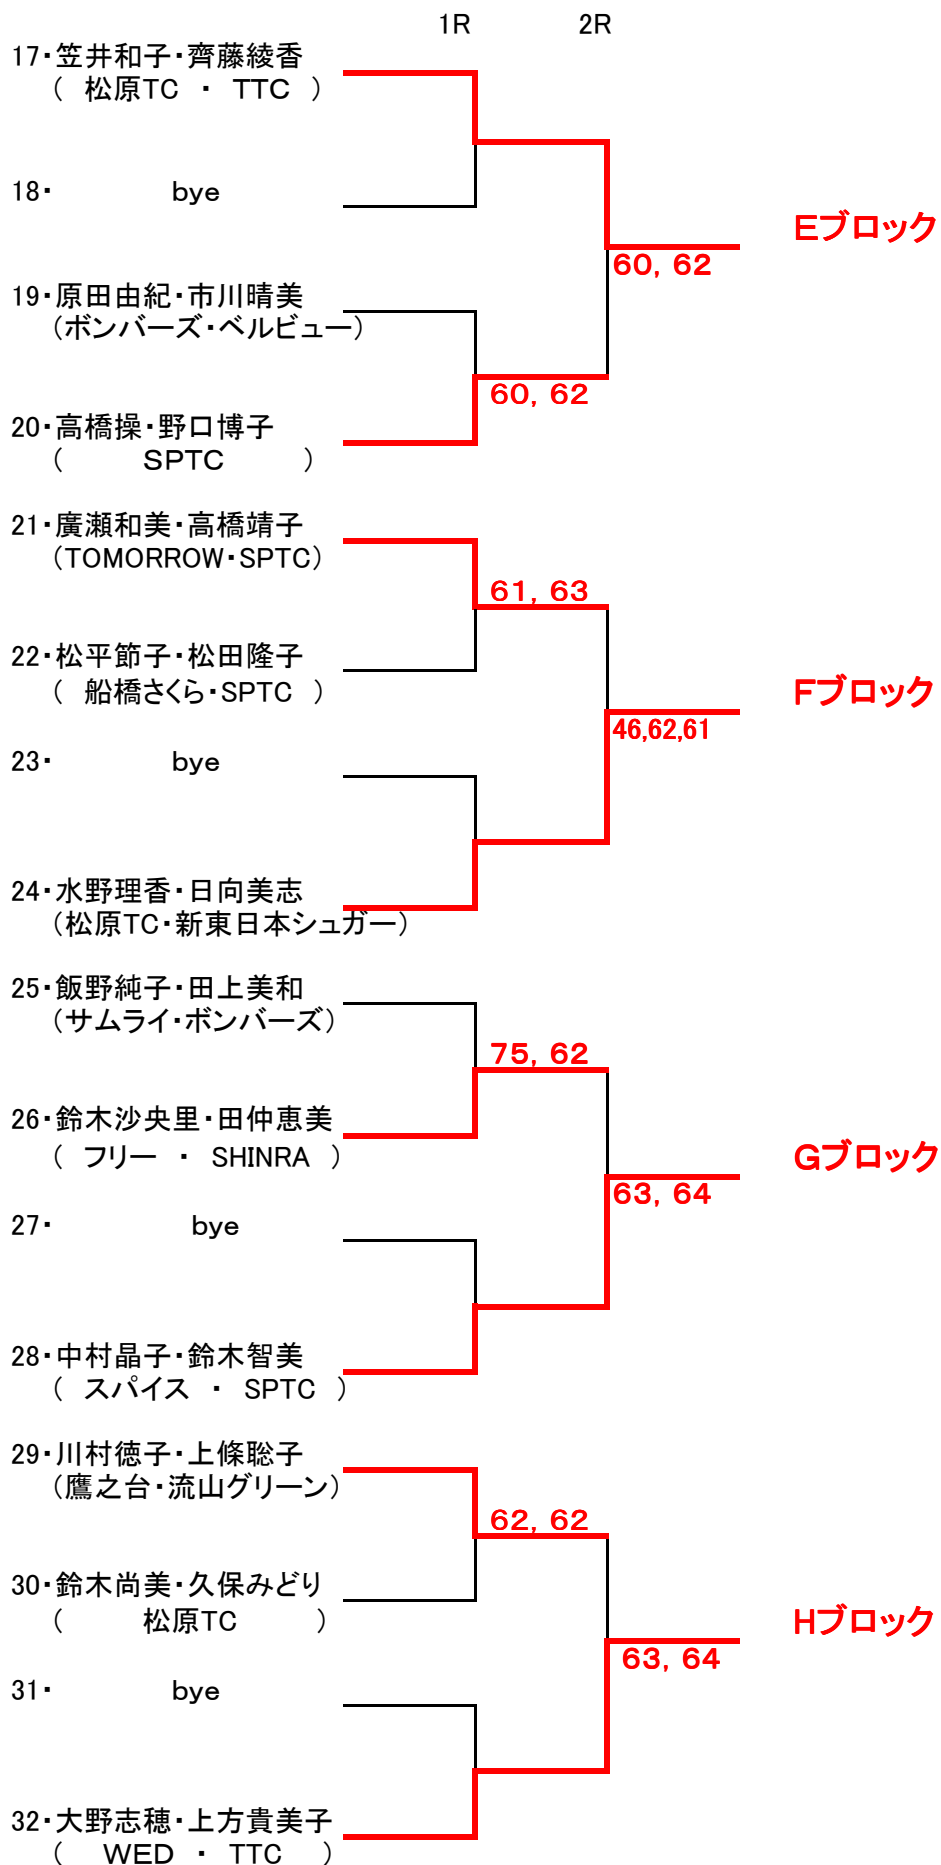 1R 2R
17・笠井和子・齊藤綾香
（ 松原TC ・ TTC ）
18・ bye
Eブロック
60, 62
19・原田由紀・市川晴美
（ボンバーズ・ベルビュー）
60, 62
20・高橋操・野口博子
（ SPTC ）
21・廣瀬和美・高橋靖子
（TOMORROW・SPTC）
61, 63
22・松平節子・松田隆子
（ 船橋さくら・SPTC ）
Fブロック
46,62,61
23・ bye
24・水野理香・日向美志
（松原TC・新東日本シュガー）
25・飯野純子・田上美和
（サムライ・ボンバーズ）
75, 62
26・鈴木沙央里・田仲恵美
（ フリー ・ SHINRA ）
Gブロック
63, 64
27・ bye
28・中村晶子・鈴木智美
（ スパイス ・ SPTC ）
29・川村徳子・上條聡子
（鷹之台・流山グリーン）
62, 62
30・鈴木尚美・久保みどり
（ 松原TC ）
Hブロック
63, 64
31・ bye
32・大野志穂・上方貴美子
（ WED ・ TTC ）